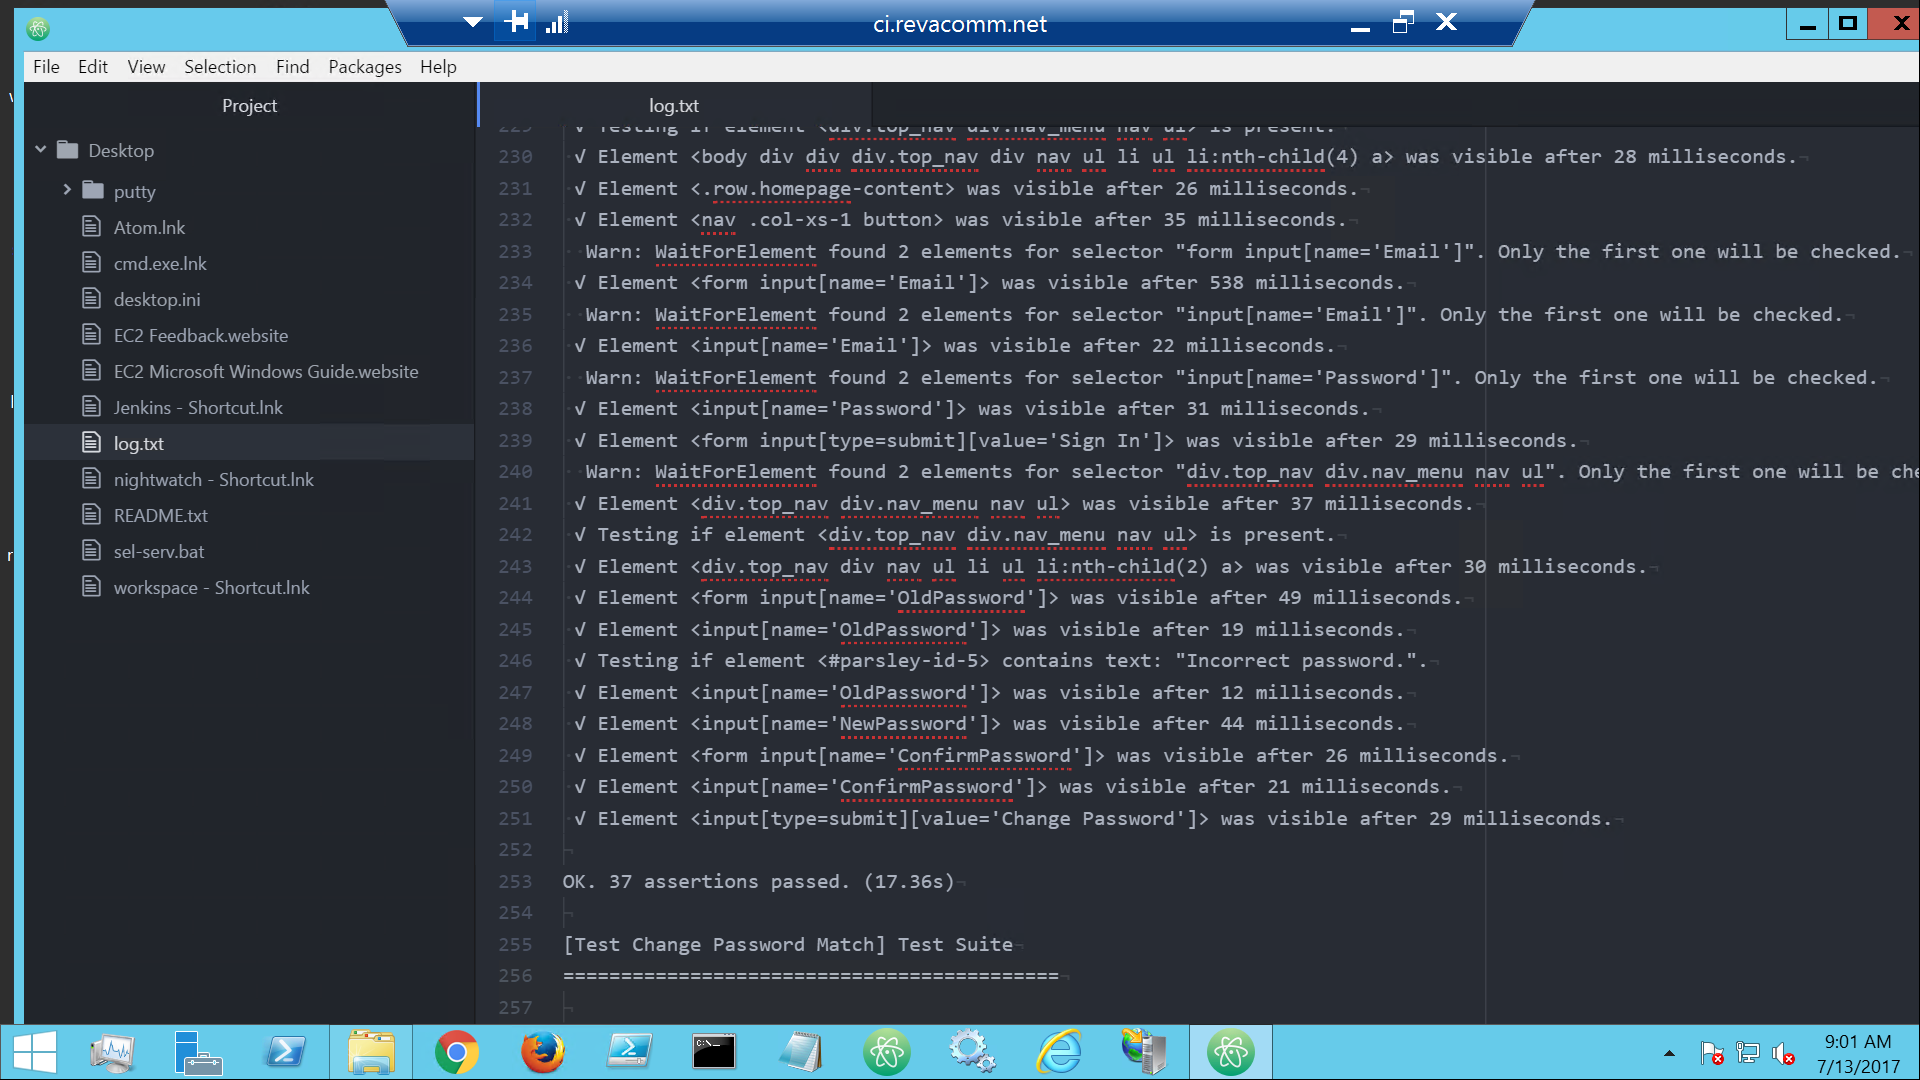 ci.revacomm.net
File Edit View Selection Find Packages Help
Project
log.txt
Desktop
putty
Atom.lnk
cmd.exe.lnk
desktop.ini
EC2 Feedback.website
EC2 Microsoft Windows Guide.website
Jenkins - Shortcut.lnk
log.txt
nightwatch - Shortcut.lnk
README.txt
sel-serv.bat
workspace - Shortcut.lnk
229 √ Testing if element <div.top_nav div.nav_menu nav ul> is present.
230 √ Element <body div div div.top_nav div nav ul li ul li:nth-child(4) a> was visible after 28 milliseconds.
231 √ Element <.row.homepage-content> was visible after 26 milliseconds.
232 √ Element <nav .col-xs-1 button> was visible after 35 milliseconds.
233 Warn: WaitForElement found 2 elements for selector "form input[name='Email']". Only the first one will be checked.
234 √ Element <form input[name='Email']> was visible after 538 milliseconds.
235 Warn: WaitForElement found 2 elements for selector "input[name='Email']". Only the first one will be checked.
236 √ Element <input[name='Email']> was visible after 22 milliseconds.
237 Warn: WaitForElement found 2 elements for selector "input[name='Password']". Only the first one will be checked.
238 √ Element <input[name='Password']> was visible after 31 milliseconds.
239 √ Element <form input[type=submit][value='Sign In']> was visible after 29 milliseconds.
240 Warn: WaitForElement found 2 elements for selector "div.top_nav div.nav_menu nav ul". Only the first one will be che
241 √ Element <div.top_nav div.nav_menu nav ul> was visible after 37 milliseconds.
242 √ Testing if element <div.top_nav div.nav_menu nav ul> is present.
243 √ Element <div.top_nav div nav ul li ul li:nth-child(2) a> was visible after 30 milliseconds.
244 √ Element <form input[name='OldPassword']> was visible after 49 milliseconds.
245 √ Element <input[name='OldPassword']> was visible after 19 milliseconds.
246 √ Testing if element <#parsley-id-5> contains text: "Incorrect password.".
247 √ Element <input[name='OldPassword']> was visible after 12 milliseconds.
248 √ Element <input[name='NewPassword']> was visible after 44 milliseconds.
249 √ Element <form input[name='ConfirmPassword']> was visible after 26 milliseconds.
250 √ Element <input[name='ConfirmPassword']> was visible after 21 milliseconds.
251 √ Element <input[type=submit][value='Change Password']> was visible after 29 milliseconds.
252
253 OK. 37 assertions passed. (17.36s)
254
255 [Test Change Password Match] Test Suite
256 ===========================================
257
9:01 AM
7/13/2017